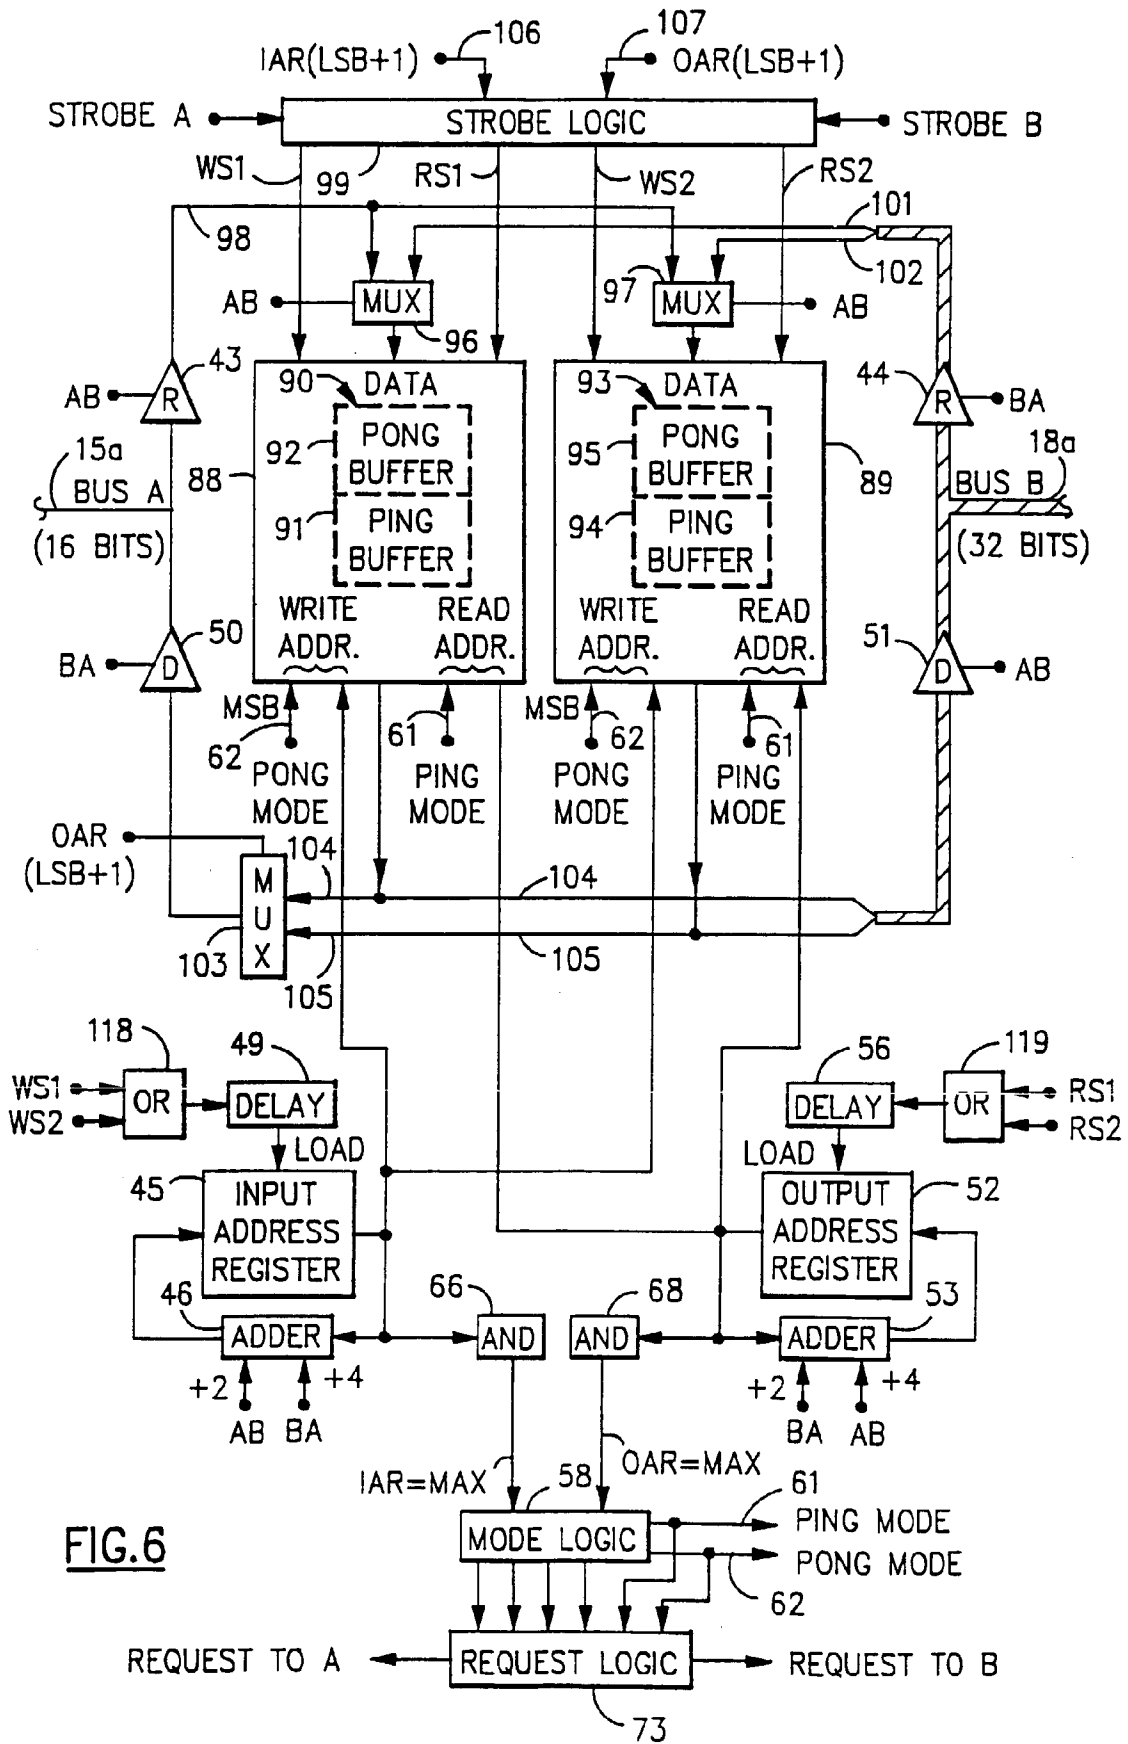 106
107
IAR(LSB+1)
OAR(LSB+1)
STROBE A
STROBE LOGIC
STROBE B
WS1
99
RS1
WS2
RS2
98
101
102
AB
MUX
96
97
MUX
AB
43
AB
R
44
R
BA
90
DATA
92
PONG
BUFFER
88
91
PING
BUFFER
WRITE
ADDR.
READ
ADDR.
93
DATA
95
PONG
BUFFER
89
94
PING
BUFFER
WRITE
ADDR.
READ
ADDR.
15a
BUS A
(16 BITS)
18a
BUS B
(32 BITS)
50
BA
D
51
D
AB
MSB
62
PONG
MODE
61
PING
MODE
MSB
62
PONG
MODE
61
PING
MODE
OAR
(LSB+1)
MUX
103
104
104
105
105
118
WS1
WS2
OR
49
DELAY
LOAD
45
INPUT
ADDRESS
REGISTER
56
DELAY
119
OR
RS1
RS2
LOAD
OUTPUT
ADDRESS
REGISTER
52
46
ADDER
+2
+4
AB
BA
66
AND
68
AND
53
ADDER
+2
+4
BA
AB
IAR=MAX
58
OAR=MAX
MODE LOGIC
61
PING MODE
PONG MODE
62
FIG.6
REQUEST TO A
REQUEST LOGIC
REQUEST TO B
73